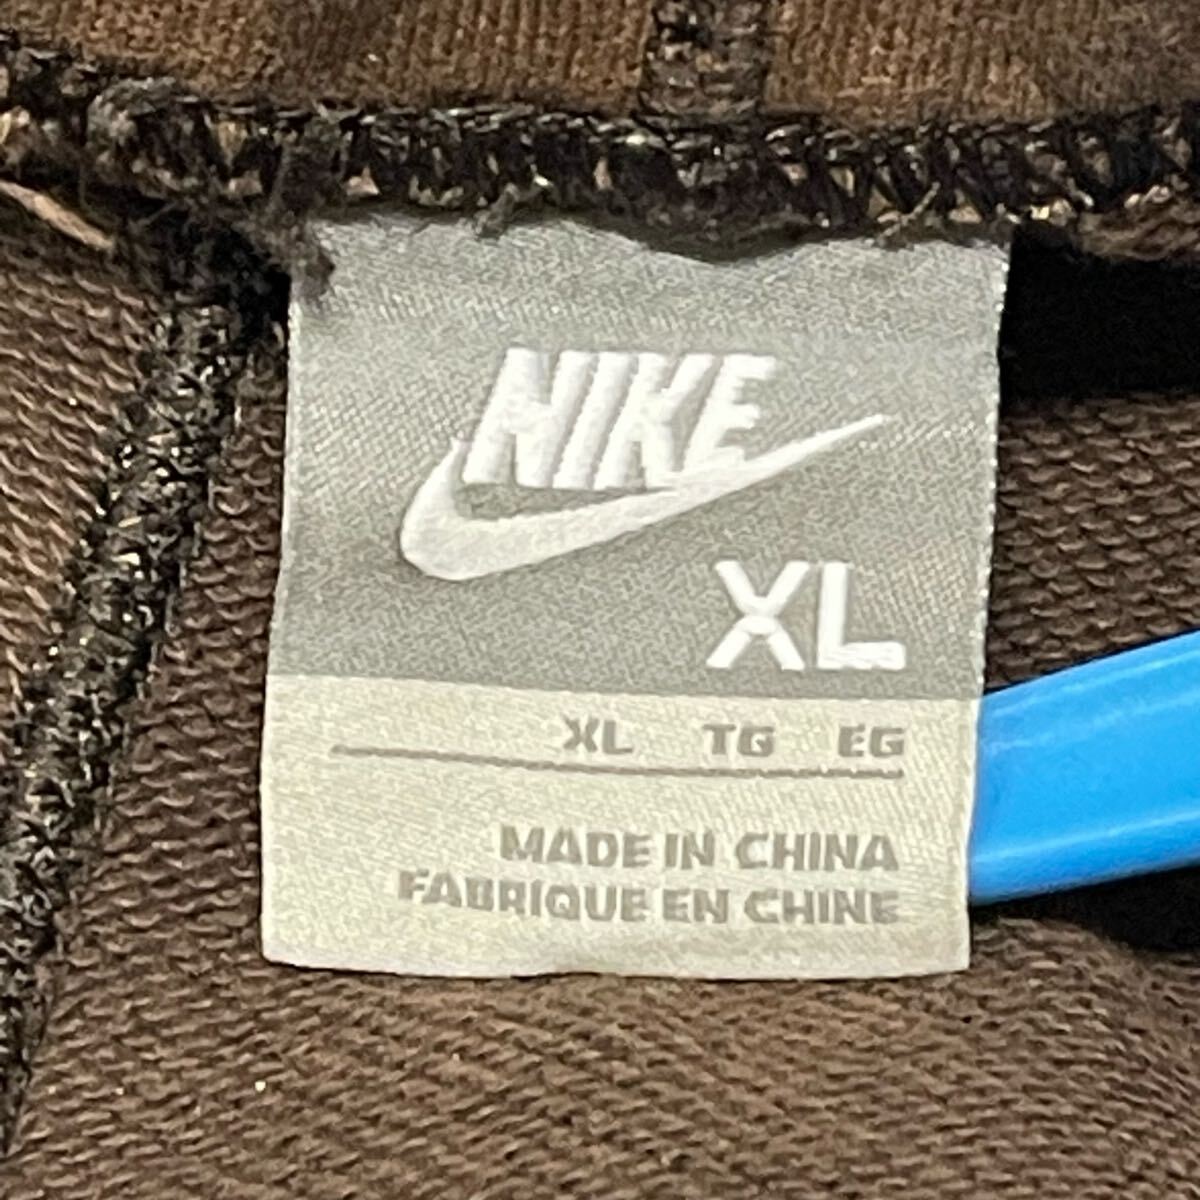 NIKE
XL
XL TG EG
MADE IN CHINA
FABRIQUE EN CHINE